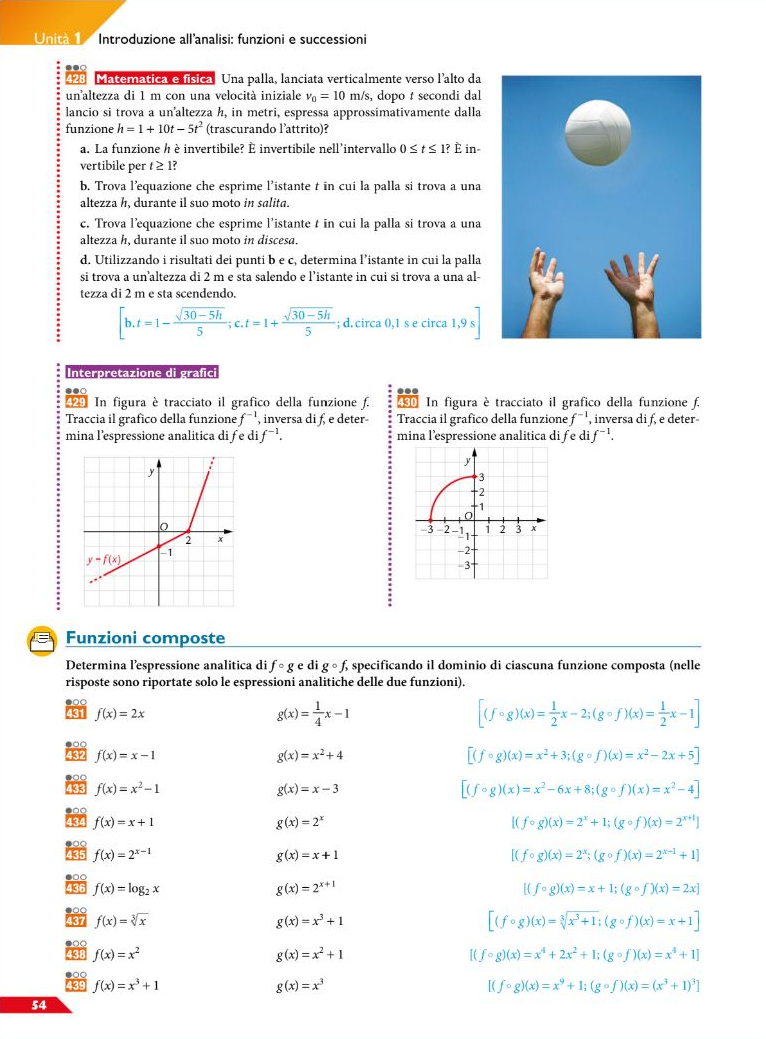 Unità 1 Introduzione all'analisi: funzioni e successioni
428 Matematica e fisica Una palla, lanciata verticalmente verso l'alto da
un'altezza di 1 m con una velocità iniziale v₀ = 10 m/s, dopo t secondi dal
lancio si trova a un'altezza h, in metri, espressa approssimativamente dalla
funzione h = 1 + 10t − 5t² (trascurando l'attrito)?
a. La funzione h è invertibile? È invertibile nell'intervallo 0 ≤ t ≤ 1? È in-
vertibile per t ≥ 1?
b. Trova l'equazione che esprime l'istante t in cui la palla si trova a una
altezza h, durante il suo moto in salita.
c. Trova l'equazione che esprime l'istante t in cui la palla si trova a una
altezza h, durante il suo moto in discesa.
d. Utilizzando i risultati dei punti b e c, determina l'istante in cui la palla
si trova a un'altezza di 2 m e sta salendo e l'istante in cui si trova a una al-
tezza di 2 m e sta scendendo.
[b. t = 1 − √(30 − 5h)/5; c. t = 1 + √(30 − 5h)/5; d. circa 0,1 s e circa 1,9 s]
Interpretazione di grafici
429 In figura è tracciato il grafico della funzione f.
Traccia il grafico della funzione f⁻¹, inversa di f, e deter-
mina l'espressione analitica di f e di f⁻¹.
y
O
2
x
−1
y = f(x)
430 In figura è tracciato il grafico della funzione f.
Traccia il grafico della funzione f⁻¹, inversa di f, e deter-
mina l'espressione analitica di f e di f⁻¹.
y
3
2
1
O
−3 −2 −1 1 2 3 x
−1
−2
−3
Funzioni composte
Determina l'espressione analitica di f ∘ g e di g ∘ f, specificando il dominio di ciascuna funzione composta (nelle
risposte sono riportate solo le espressioni analitiche delle due funzioni).
431 f(x) = 2x g(x) = 1/4 x − 1 [(f ∘ g)(x) = 1/2 x − 2; (g ∘ f)(x) = 1/2 x − 1]
432 f(x) = x − 1 g(x) = x² + 4 [(f ∘ g)(x) = x² + 3; (g ∘ f)(x) = x² − 2x + 5]
433 f(x) = x² − 1 g(x) = x − 3 [(f ∘ g)(x) = x² − 6x + 8; (g ∘ f)(x) = x² − 4]
434 f(x) = x + 1 g(x) = 2ˣ [(f ∘ g)(x) = 2ˣ + 1; (g ∘ f)(x) = 2ˣ⁺¹]
435 f(x) = 2ˣ⁻¹ g(x) = x + 1 [(f ∘ g)(x) = 2ˣ; (g ∘ f)(x) = 2ˣ⁻¹ + 1]
436 f(x) = log₂ x g(x) = 2ˣ⁺¹ [(f ∘ g)(x) = x + 1; (g ∘ f)(x) = 2x]
437 f(x) = ∛x g(x) = x³ + 1 [(f ∘ g)(x) = ∛(x³ + 1); (g ∘ f)(x) = x + 1]
438 f(x) = x² g(x) = x² + 1 [(f ∘ g)(x) = x⁴ + 2x² + 1; (g ∘ f)(x) = x⁴ + 1]
439 f(x) = x³ + 1 g(x) = x³ [(f ∘ g)(x) = x⁹ + 1; (g ∘ f)(x) = (x³ + 1)³]
54